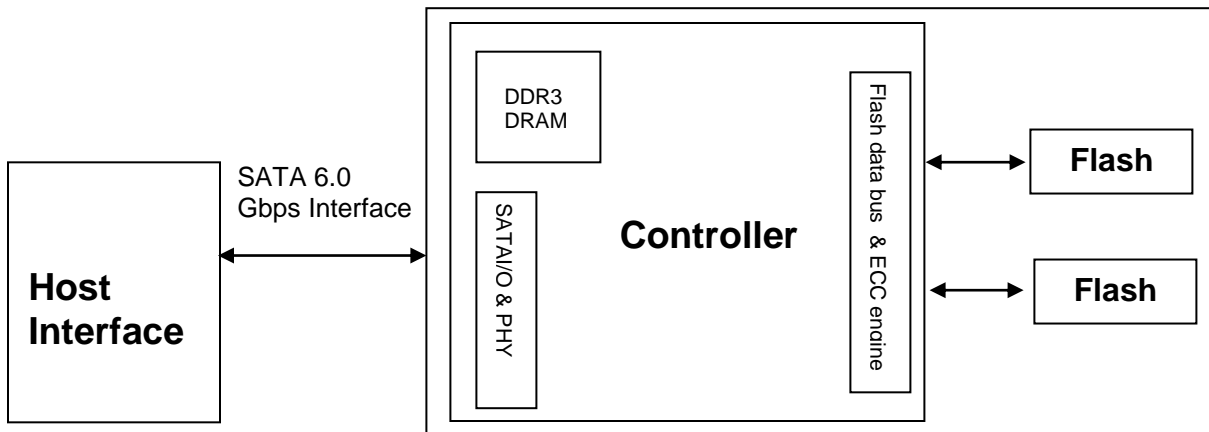 Host
Interface
SATA 6.0
Gbps Interface
DDR3
DRAM
SATAI/O & PHY
Controller
Flash data bus & ECC engine
Flash
Flash